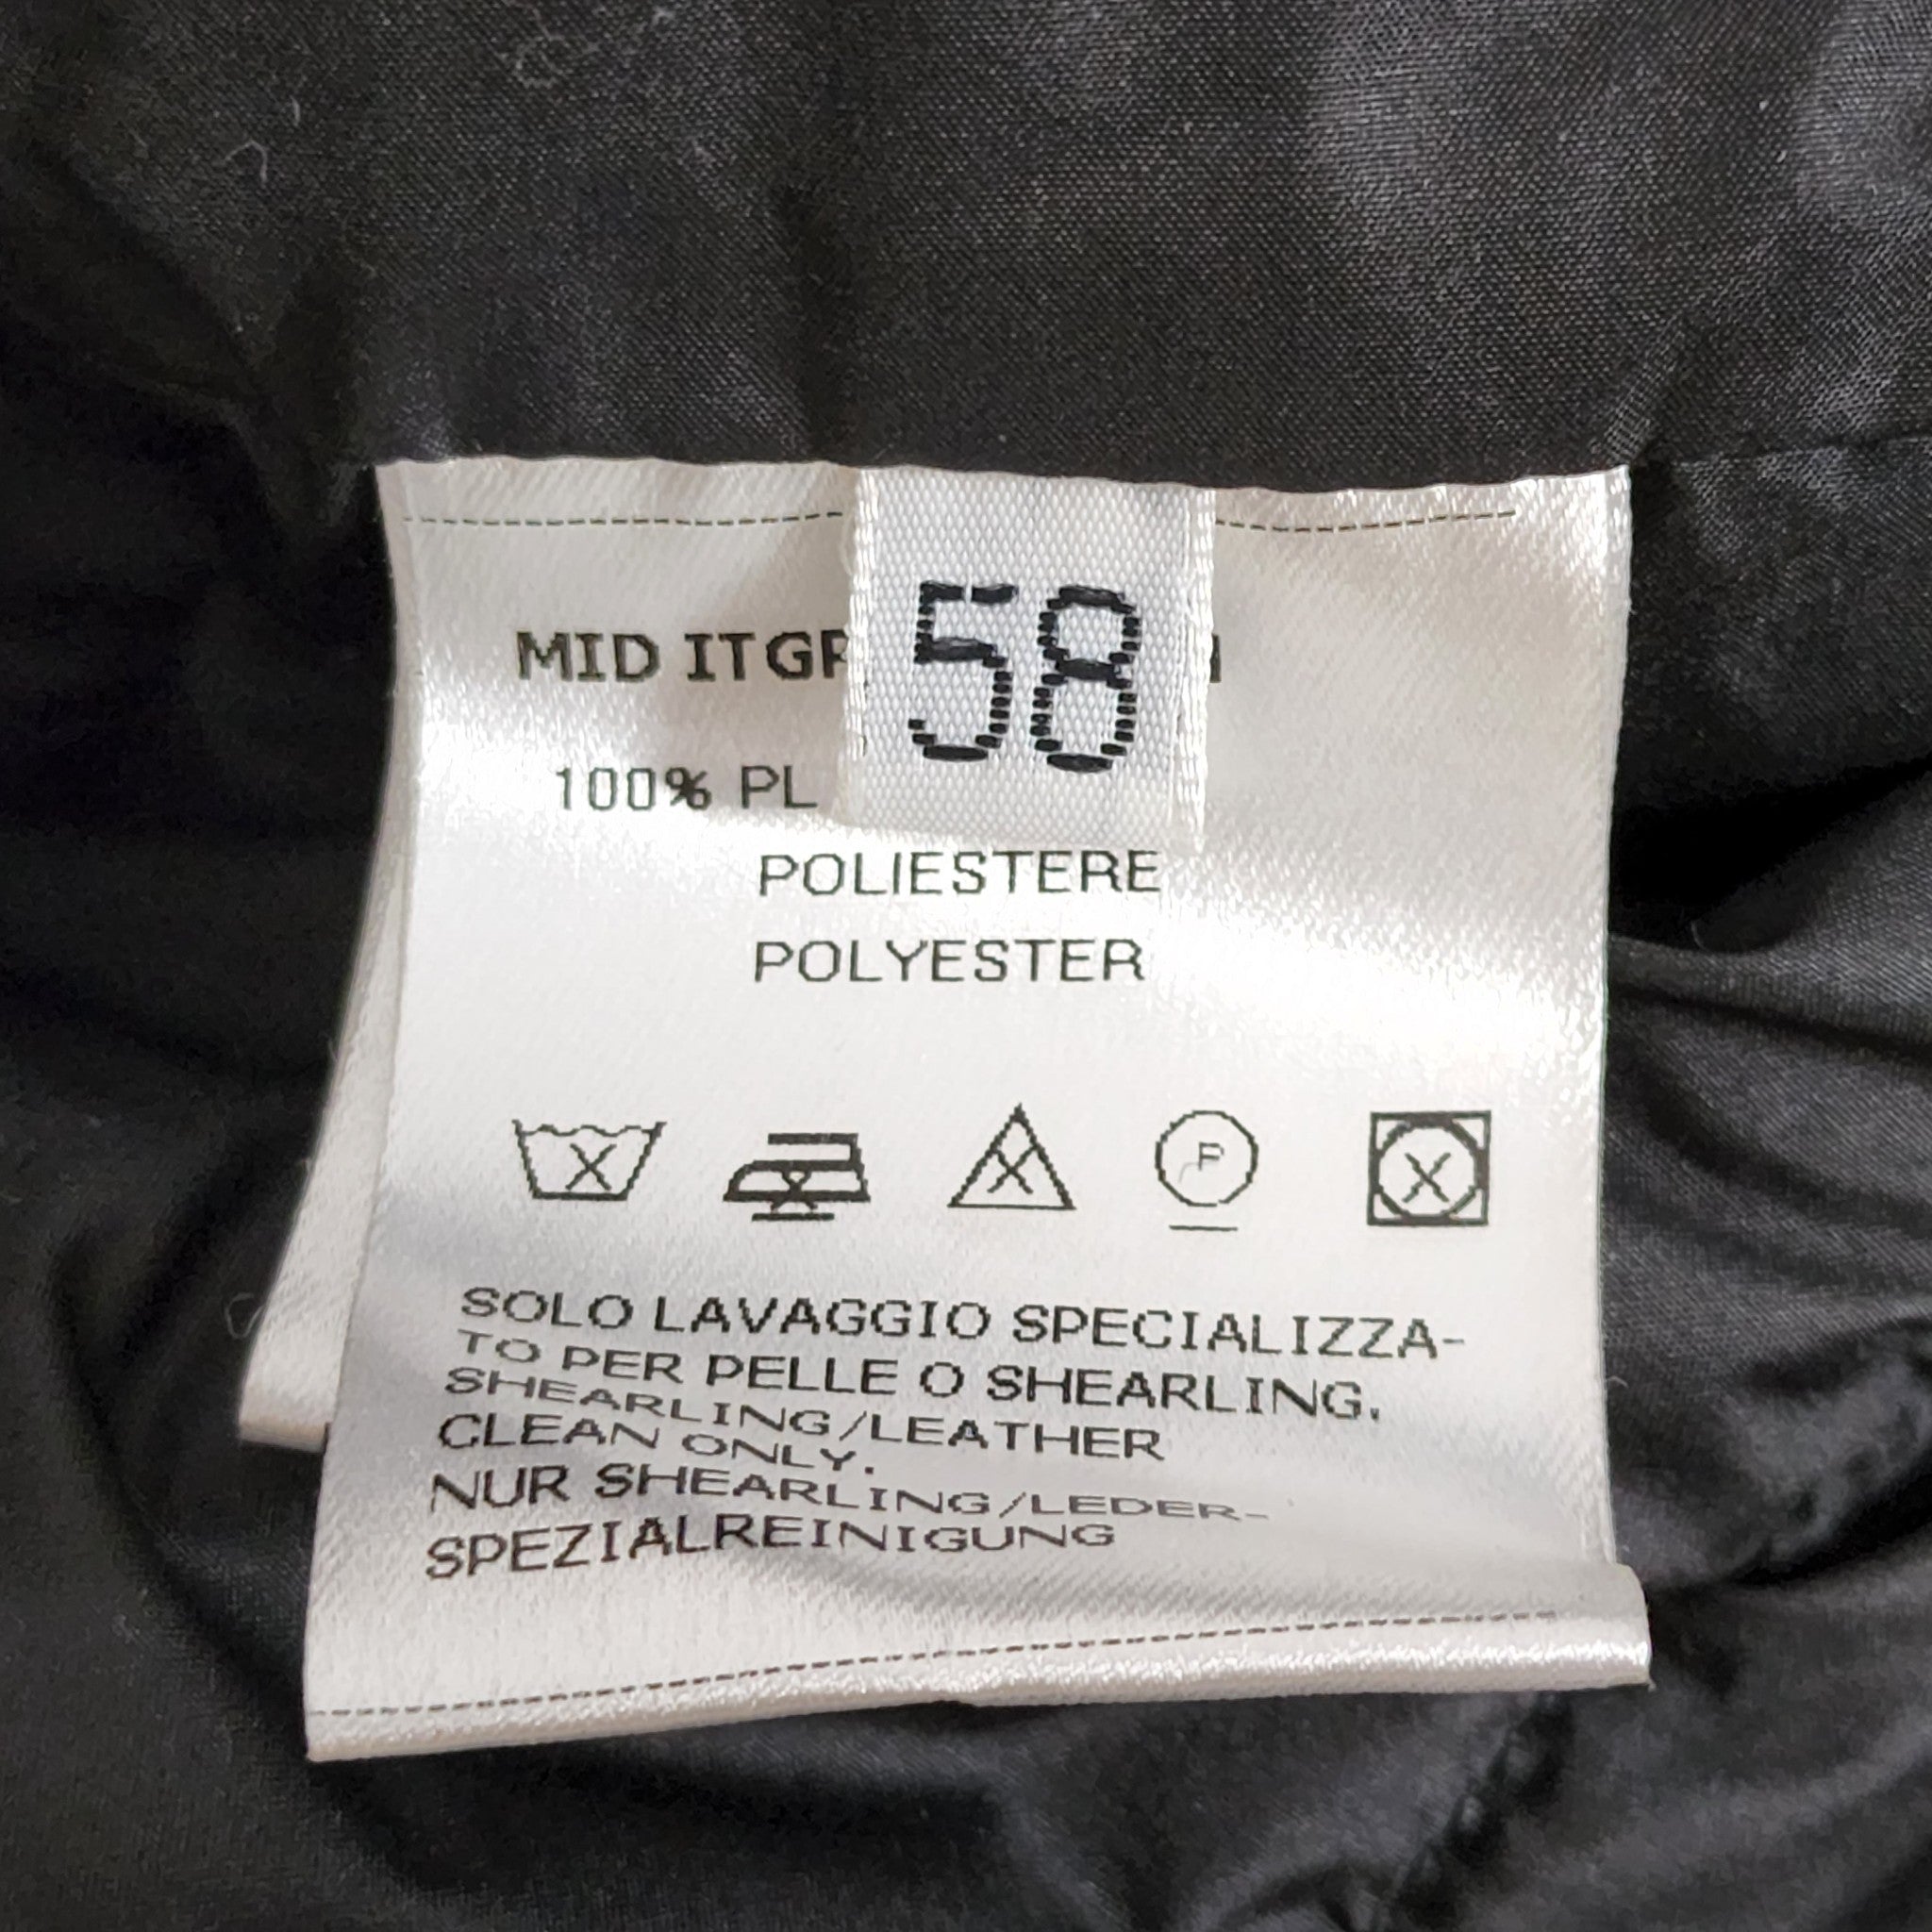 58
MID
100% PL
POLIESTERE
POLYESTER
P
SOLO LAVAGGIO SPECIALIZZA-
TO PER PELLE O SHEARLING.
SHEARLING/LEATHER
CLEAN ONLY.
NUR SHEARLING/LEDER-
SPEZIALREINIGUNG